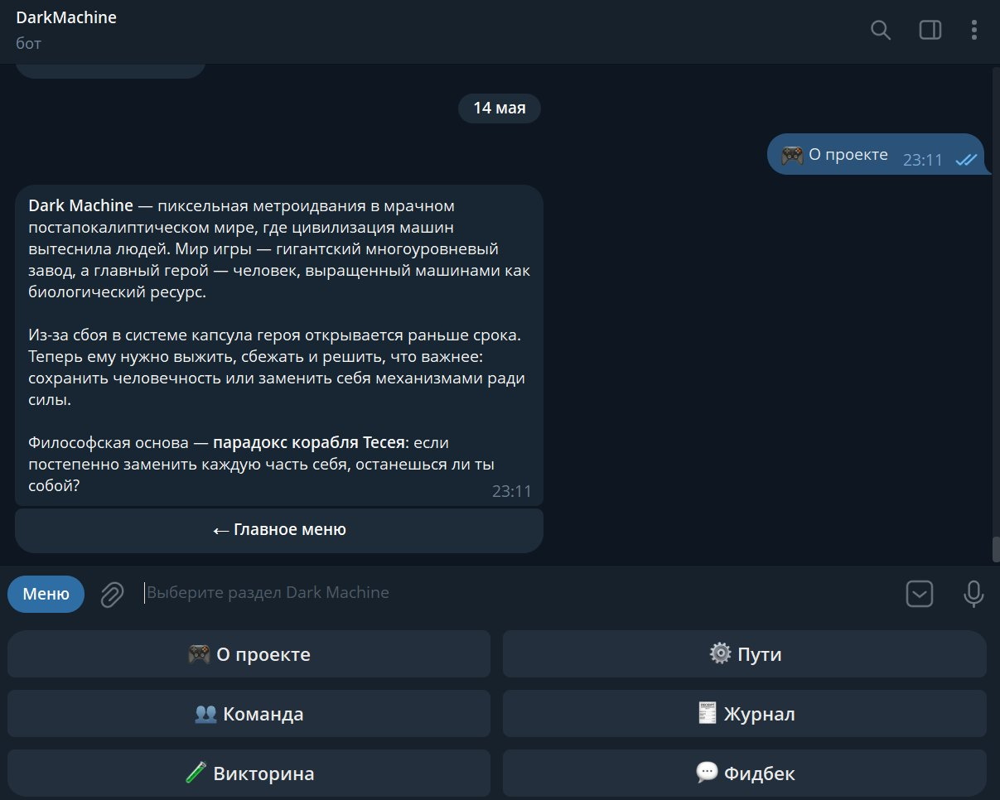 DarkMachine
бот
14 мая
🎮 О проекте 23:11
Dark Machine — пиксельная метроидвания в мрачном
постапокалиптическом мире, где цивилизация машин
вытеснила людей. Мир игры — гигантский многоуровневый
завод, а главный герой — человек, выращенный машинами как
биологический ресурс.
Из-за сбоя в системе капсула героя открывается раньше срока.
Теперь ему нужно выжить, сбежать и решить, что важнее:
сохранить человечность или заменить себя механизмами ради
силы.
Философская основа — парадокс корабля Тесея: если
постепенно заменить каждую часть себя, останешься ли ты
собой?
23:11
← Главное меню
Меню
Выберите раздел Dark Machine
🎮 О проекте
⚙️ Пути
👥 Команда
🧾 Журнал
🧪 Викторина
💬 Фидбек